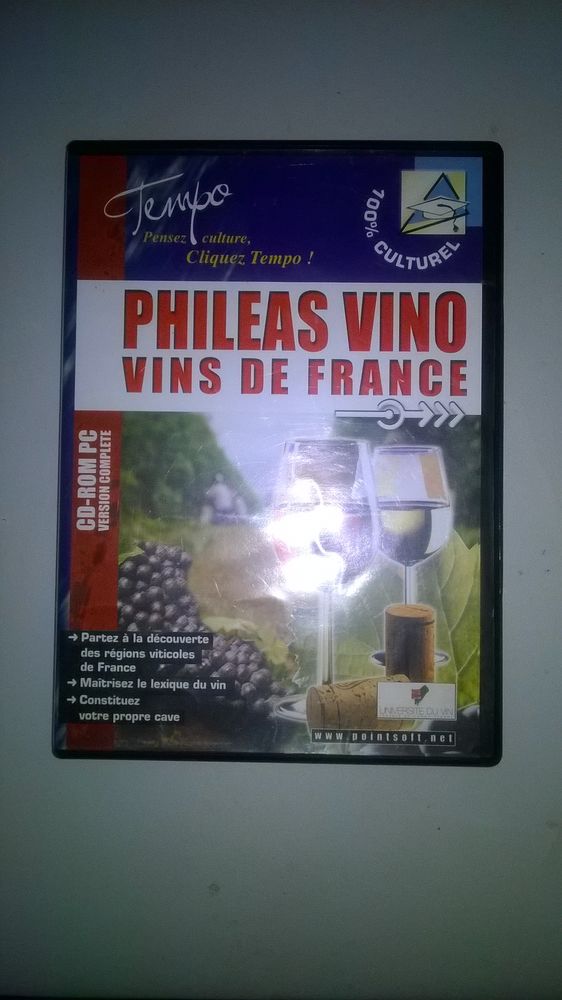 Tempo
Pensez culture,
Cliquez Tempo !
100% CULTUREL
PHILEAS VINO
VINS DE FRANCE
CD-ROM PC
VERSION COMPLETE
➔ Partez à la découverte
des régions viticoles
de France
➔ Maîtrisez le lexique du vin
➔ Constituez
votre propre cave
UNIVERSITE DU VIN
www.pointsoft.net